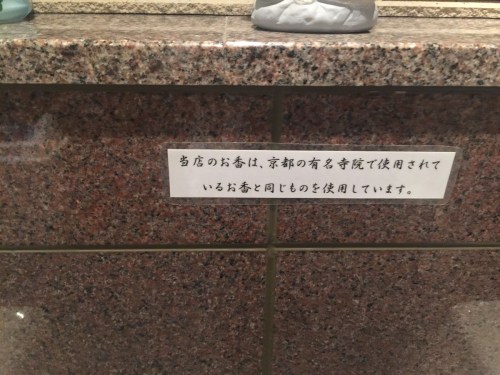 当店のお香は、京都の有名寺院で使用されて
いるお香と同じものを使用しています。